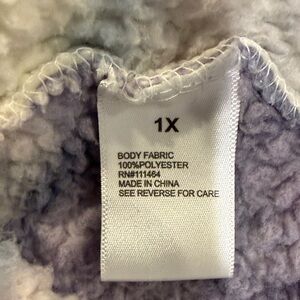 1X
BODY FABRIC
100%POLYESTER
RN#111464
MADE IN CHINA
SEE REVERSE FOR CARE